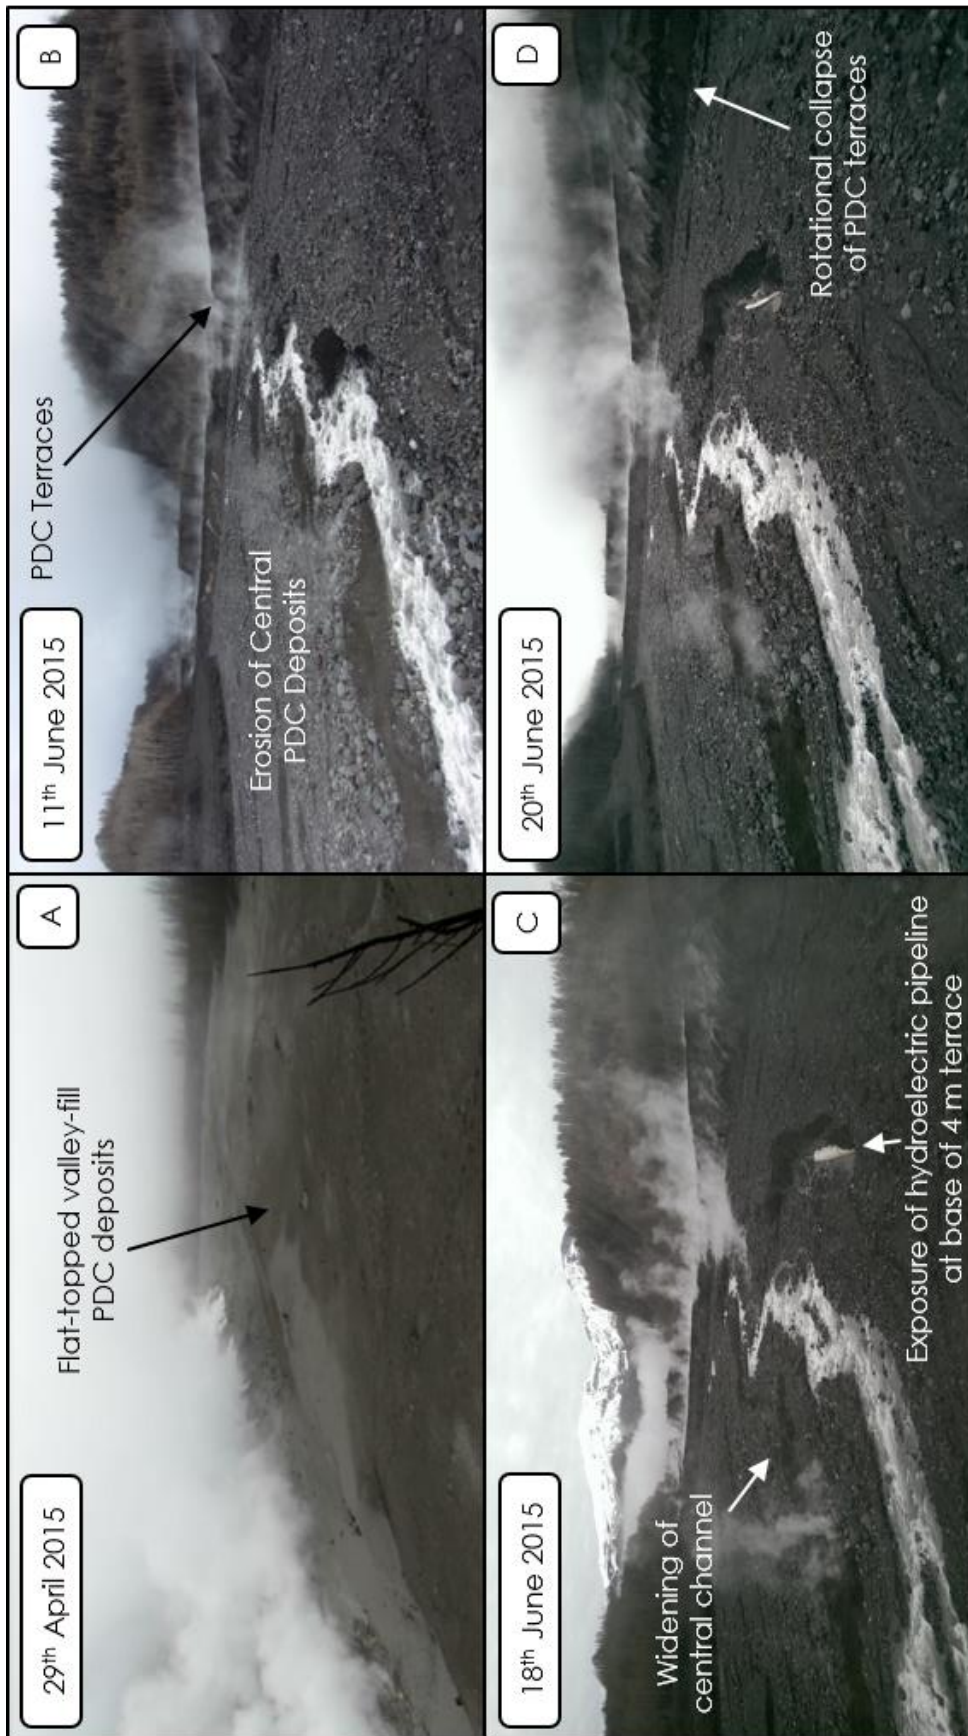 29th April 2015
A
Flat-topped valley-fill
PDC deposits
11th June 2015
B
PDC Terraces
Erosion of Central
PDC Deposits
18th June 2015
C
Widening of
central channel
Exposure of hydroelectric pipeline
at base of 4 m terrace
20th June 2015
D
Rotational collapse
of PDC terraces